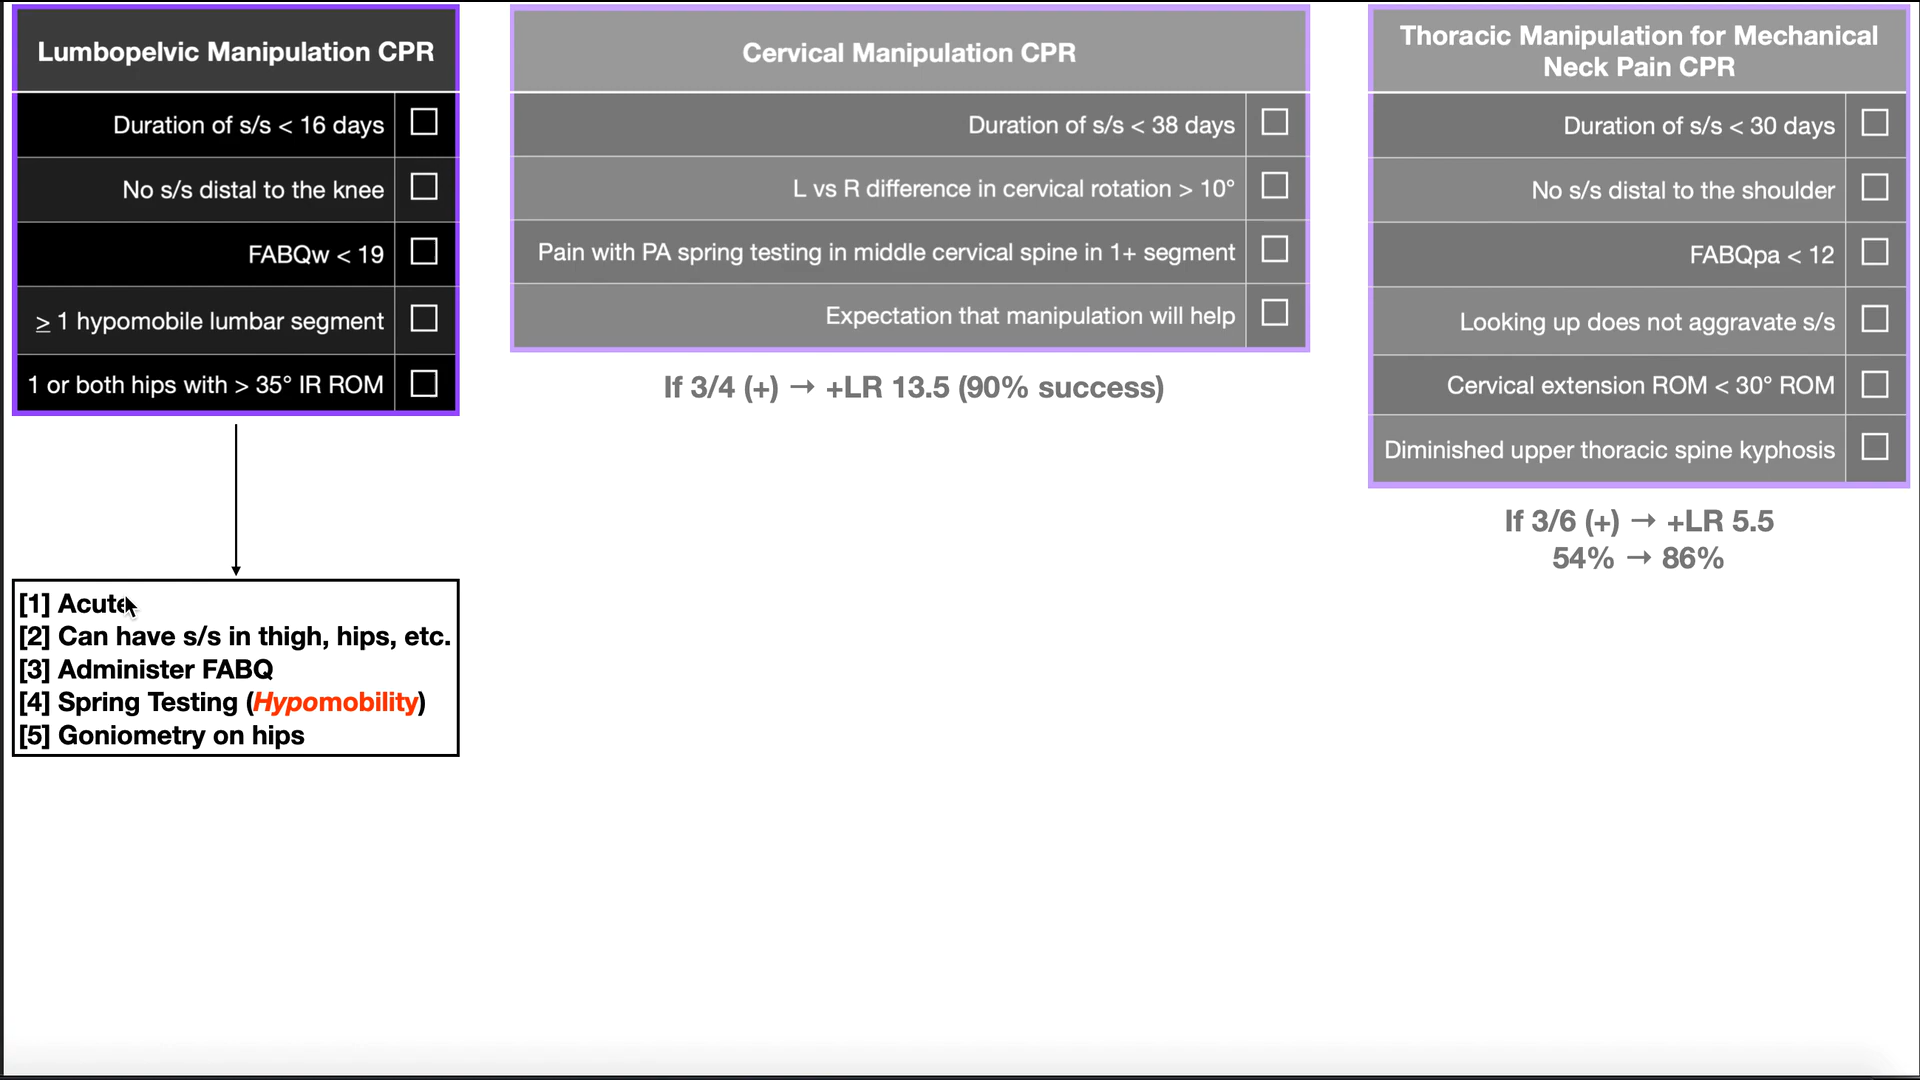 Lumbopelvic Manipulation CPR
Duration of s/s < 16 days
No s/s distal to the knee
FABQw < 19
≥ 1 hypomobile lumbar segment
1 or both hips with > 35° IR ROM
[1] Acute
[2] Can have s/s in thigh, hips, etc.
[3] Administer FABQ
[4] Spring Testing (Hypomobility)
[5] Goniometry on hips
Cervical Manipulation CPR
Duration of s/s < 38 days
L vs R difference in cervical rotation > 10°
Pain with PA spring testing in middle cervical spine in 1+ segment
Expectation that manipulation will help
If 3/4 (+) → +LR 13.5 (90% success)
Thoracic Manipulation for Mechanical
Neck Pain CPR
Duration of s/s < 30 days
No s/s distal to the shoulder
FABQpa < 12
Looking up does not aggravate s/s
Cervical extension ROM < 30° ROM
Diminished upper thoracic spine kyphosis
If 3/6 (+) → +LR 5.5
54% → 86%